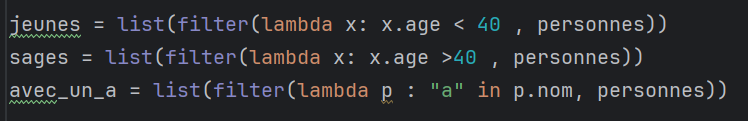 jeunes = list(filter(lambda x: x.age < 40 , personnes))
sages = list(filter(lambda x: x.age >40 , personnes))
avec_un_a = list(filter(lambda p : "a" in p.nom, personnes))